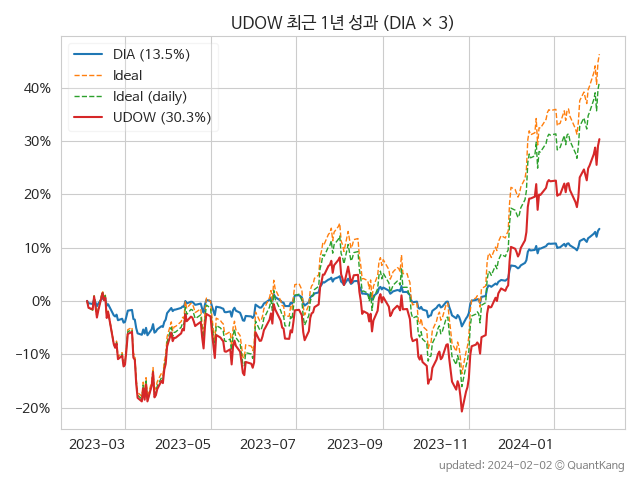 UDOW 최근 1년 성과 (DIA × 3)
DIA (13.5%)
Ideal
Ideal (daily)
UDOW (30.3%)
40%
30%
20%
10%
0%
−10%
−20%
2023-03
2023-05
2023-07
2023-09
2023-11
2024-01
updated: 2024-02-02 © QuantKang